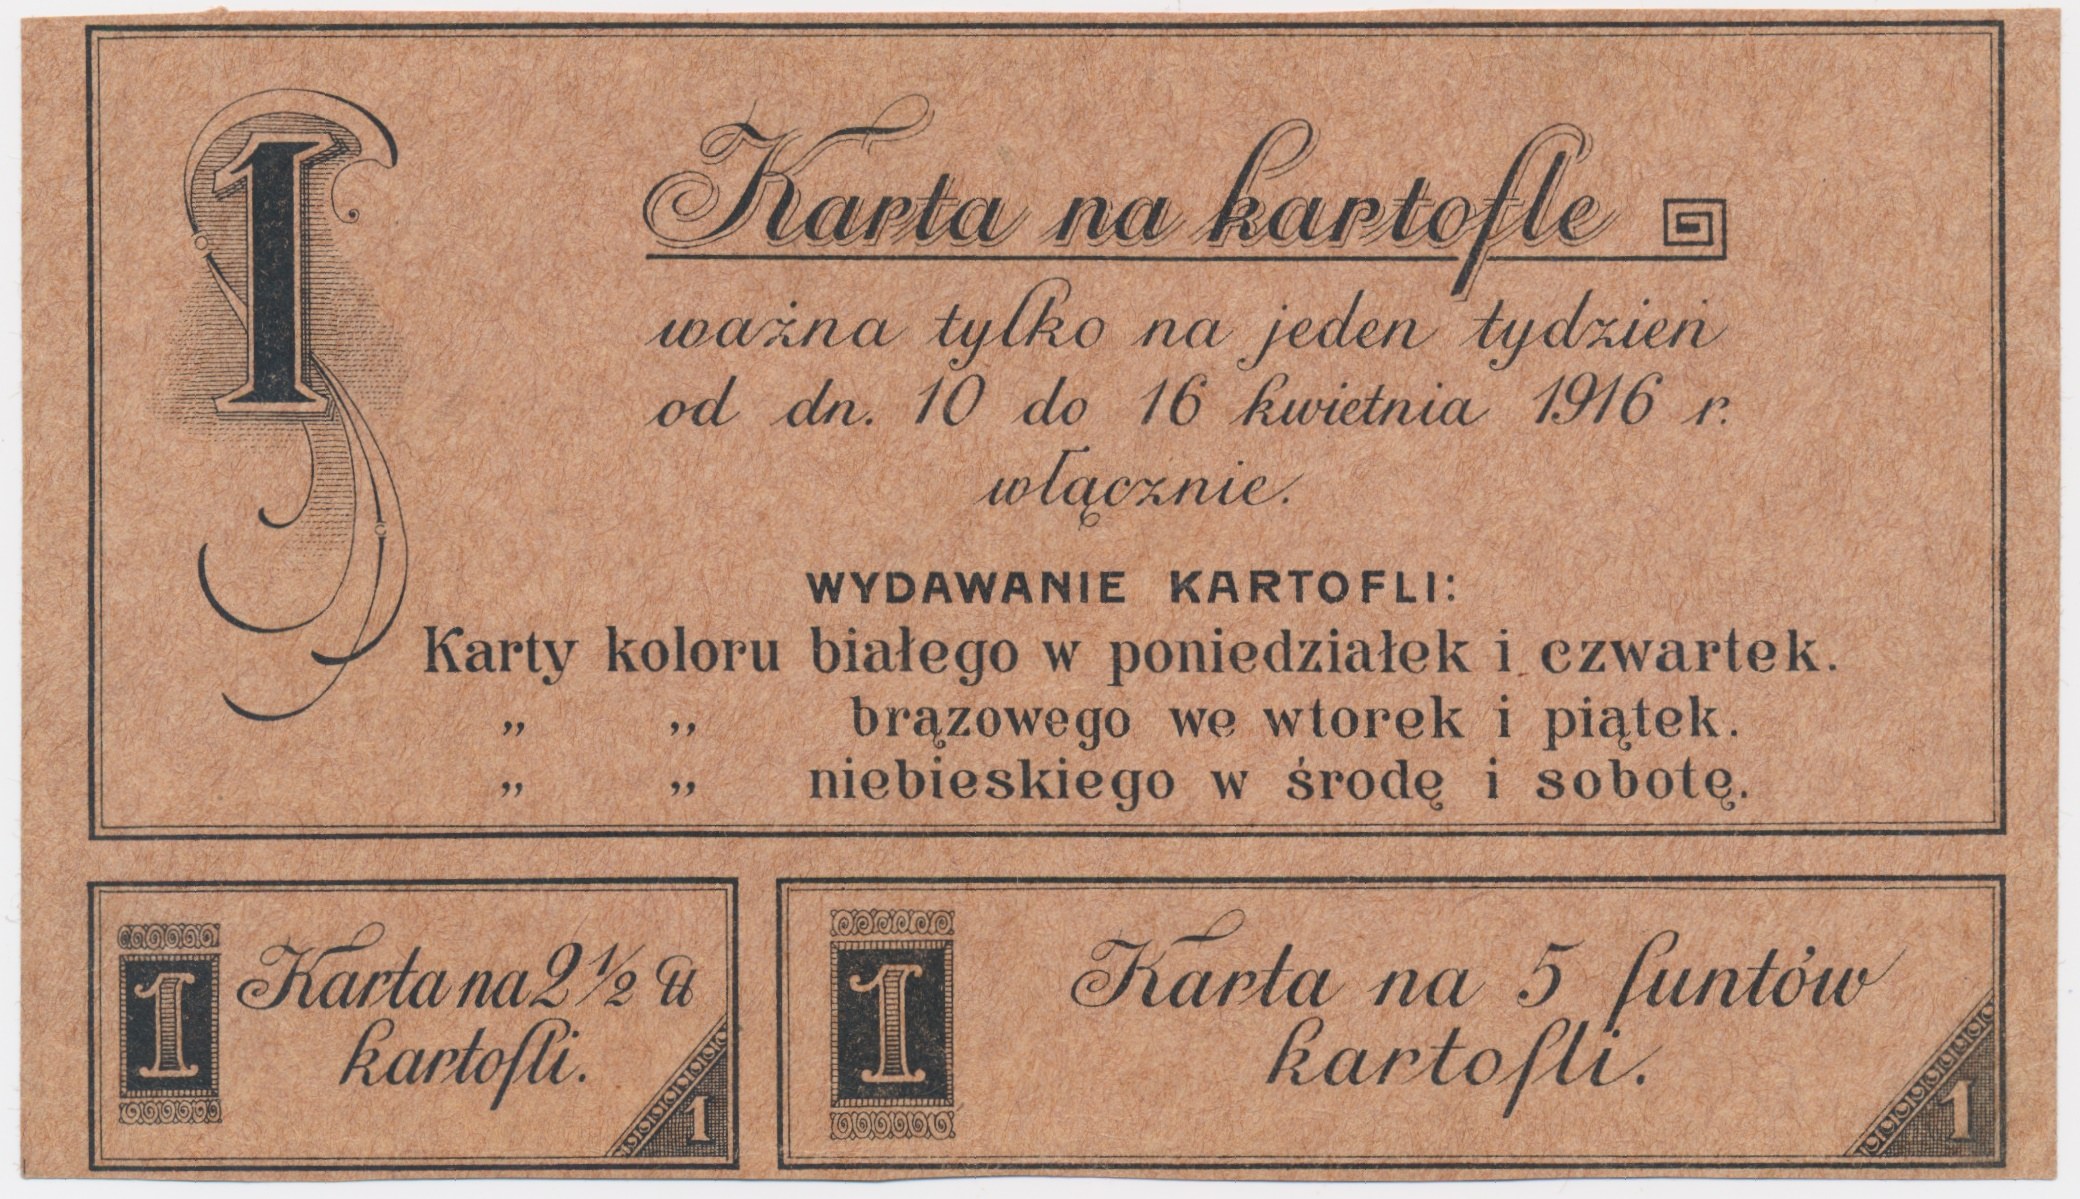 1
Karta na kartofle
ważna tylko na jeden tydzień
od dn. 10 do 16 kwietnia 1916 r.
włącznie.
WYDAWANIE KARTOFLI:
Karty koloru białego w poniedziałek i czwartek.
„ „ brązowego we wtorek i piątek.
„ „ niebieskiego w środę i sobotę.
1
Karta na 2 1/2 ℔
kartofli.
1
1
Karta na 5 funtów
kartofli.
1